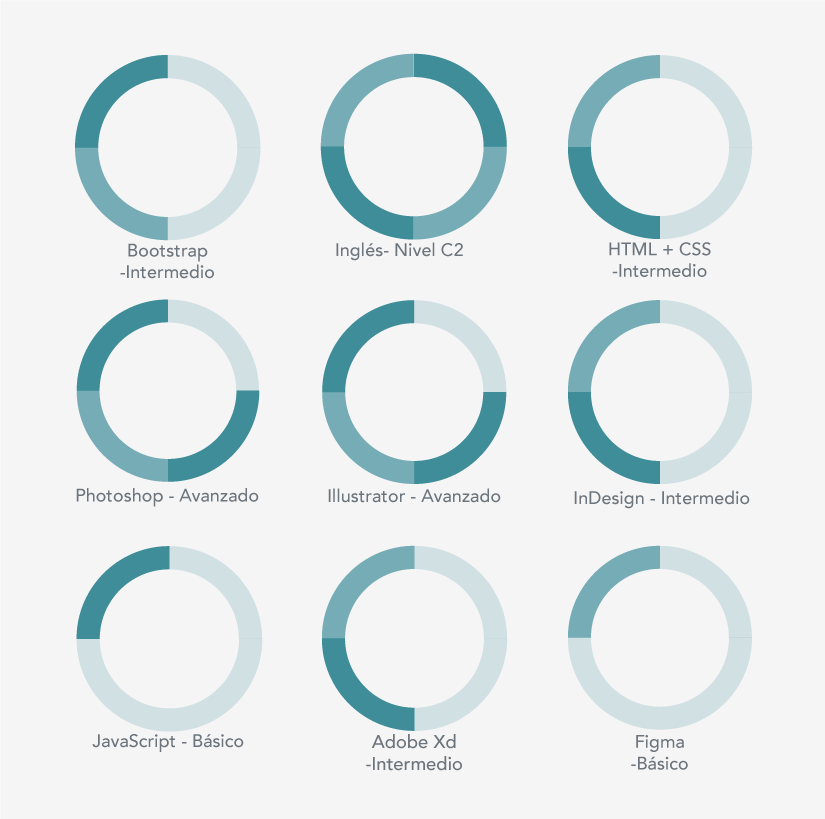 Bootstrap
-Intermedio
Inglés- Nivel C2
HTML + CSS
-Intermedio
Photoshop - Avanzado
Illustrator - Avanzado
InDesign - Intermedio
JavaScript - Básico
Adobe Xd
-Intermedio
Figma
-Básico